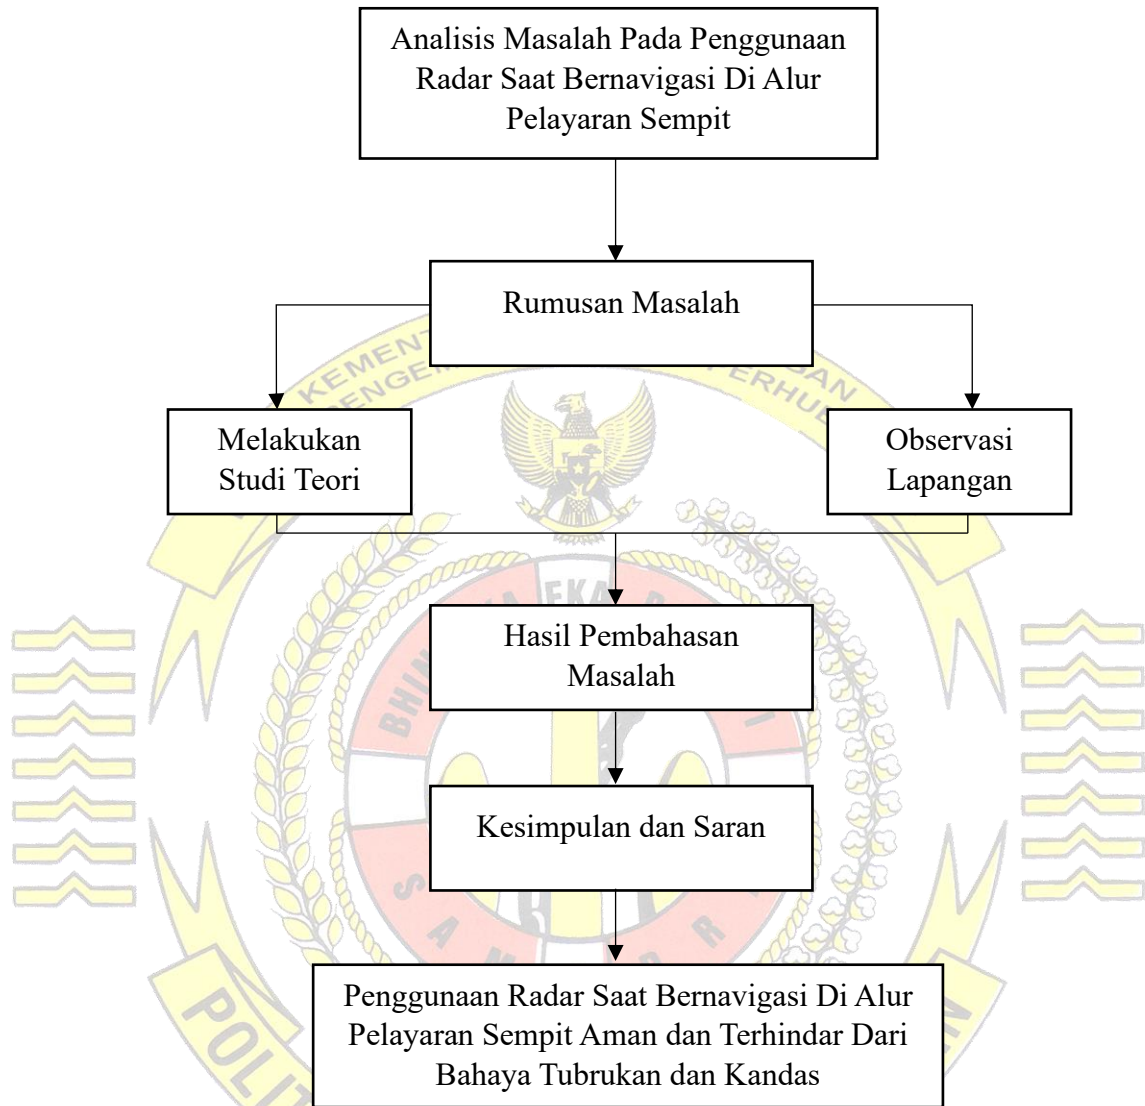 Analisis Masalah Pada Penggunaan
Radar Saat Bernavigasi Di Alur
Pelayaran Sempit
Rumusan Masalah
Melakukan
Studi Teori
Observasi
Lapangan
Hasil Pembahasan
Masalah
Kesimpulan dan Saran
Penggunaan Radar Saat Bernavigasi Di Alur
Pelayaran Sempit Aman dan Terhindar Dari
Bahaya Tubrukan dan Kandas